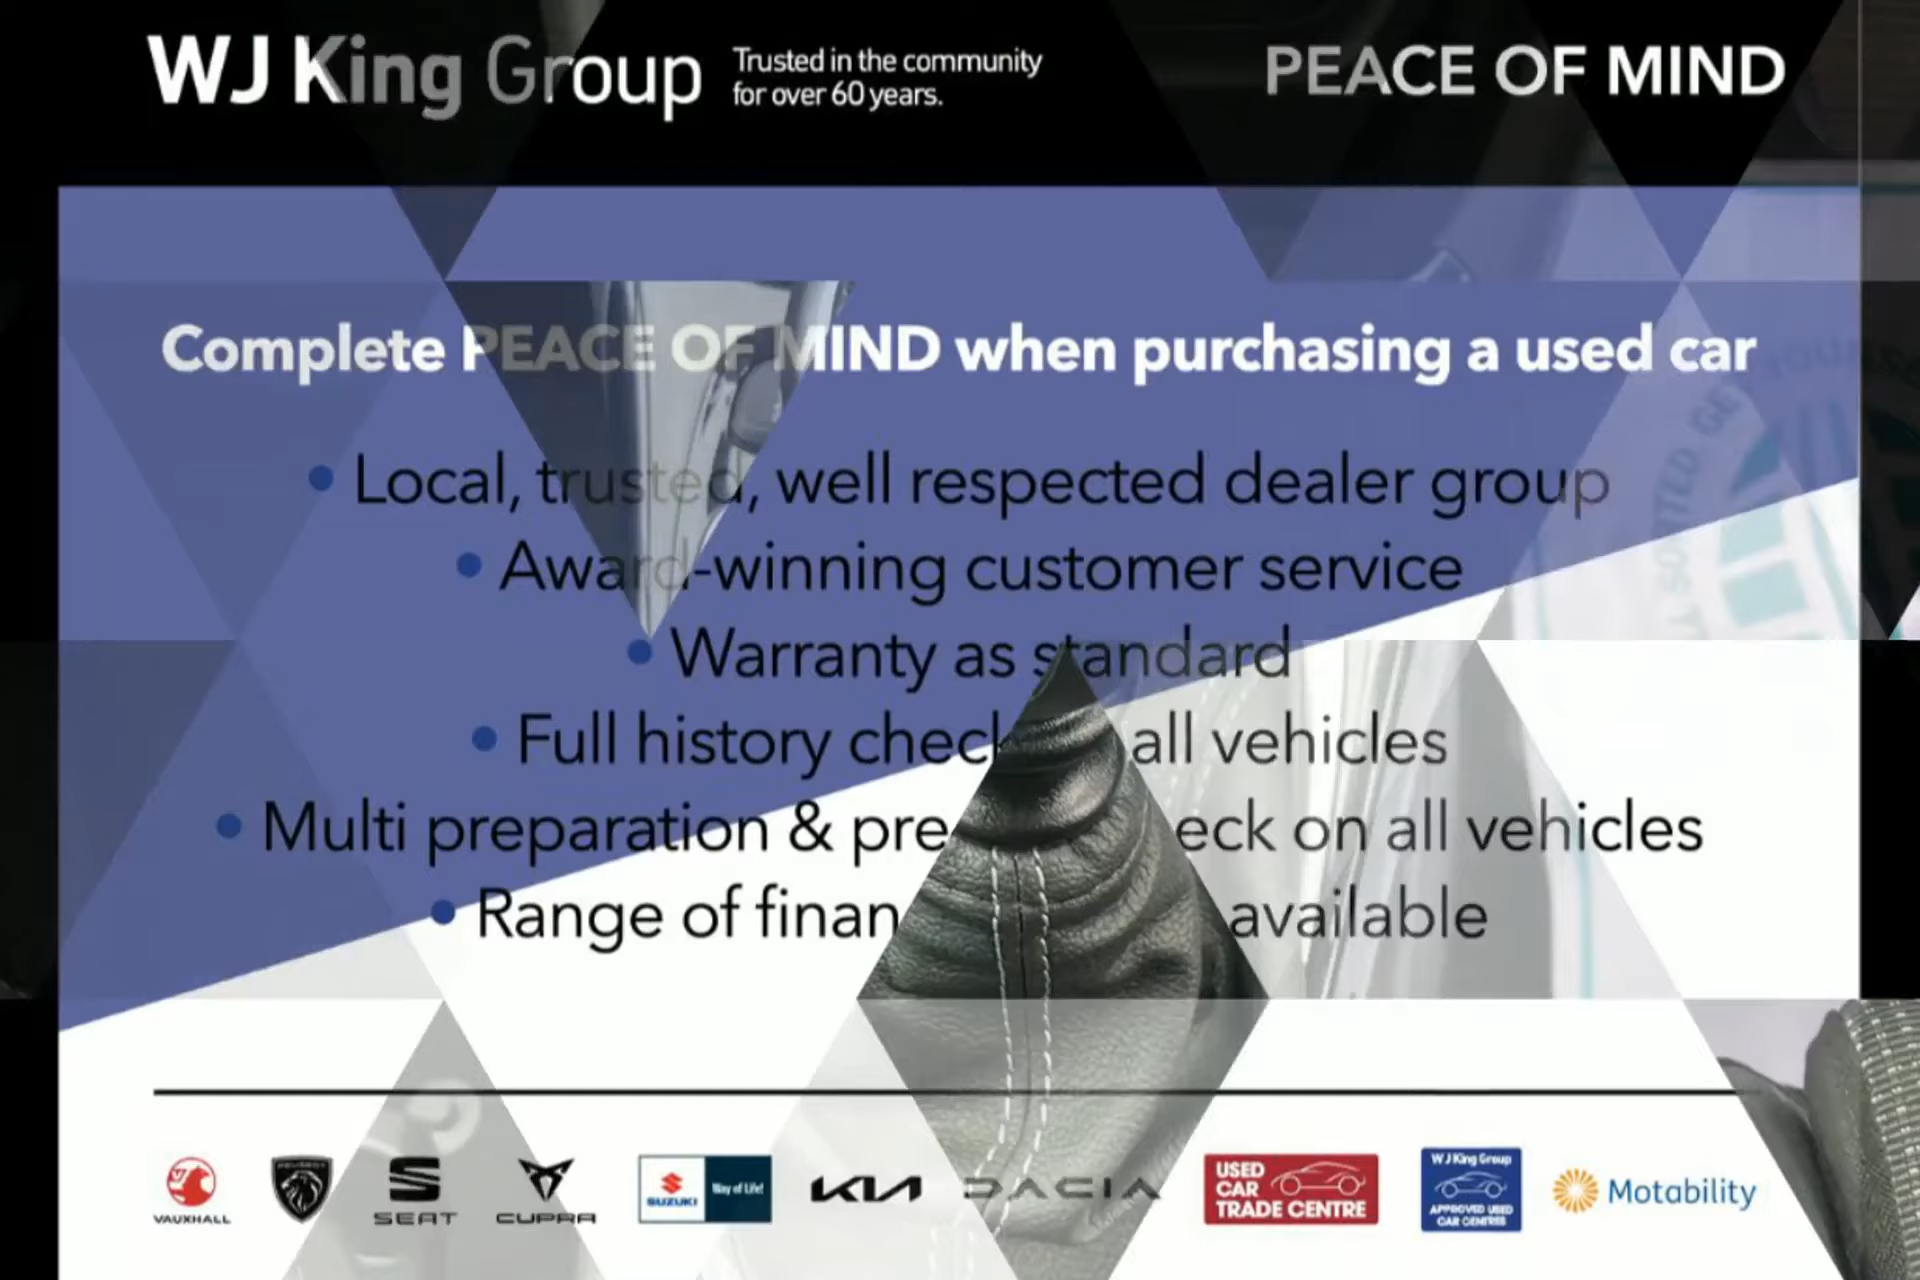 WJ King Group
Trusted in the community
for over 60 years.
PEACE OF MIND
Complete PEACE OF MIND when purchasing a used car
• Local, trusted, well respected dealer group
• Award-winning customer service
• Warranty as standard
• Full history check all vehicles
• Multi preparation & pre eck on all vehicles
• Range of finan available
VAUXHALL
PEUGEOT
SEAT
CUPRA
SUZUKI
Way of Life!
KIA
DACIA
USED
CAR
TRADE CENTRE
WJ King Group
APPROVED USED
CAR CENTRES
Motability